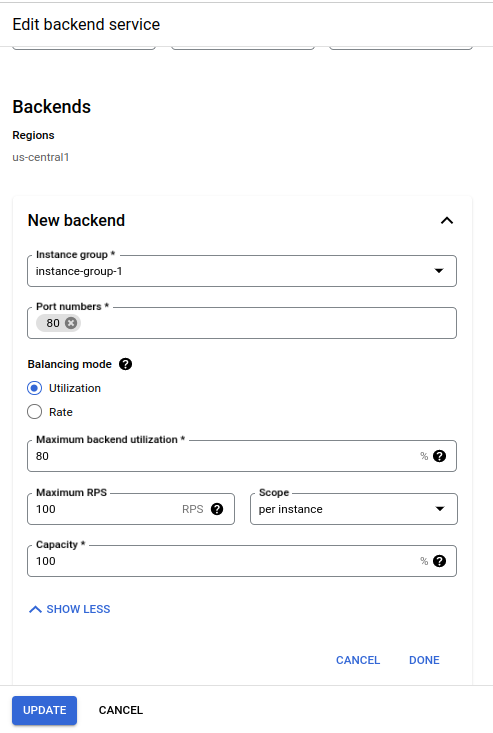 Edit backend service
Backends
Regions
us-central1
New backend
Instance group *
instance-group-1
Port numbers *
80
Balancing mode ?
Utilization
Rate
Maximum backend utilization *
80 % ?
Maximum RPS Scope
100 RPS ? per instance
Capacity *
100 % ?
SHOW LESS
CANCEL DONE
UPDATE CANCEL